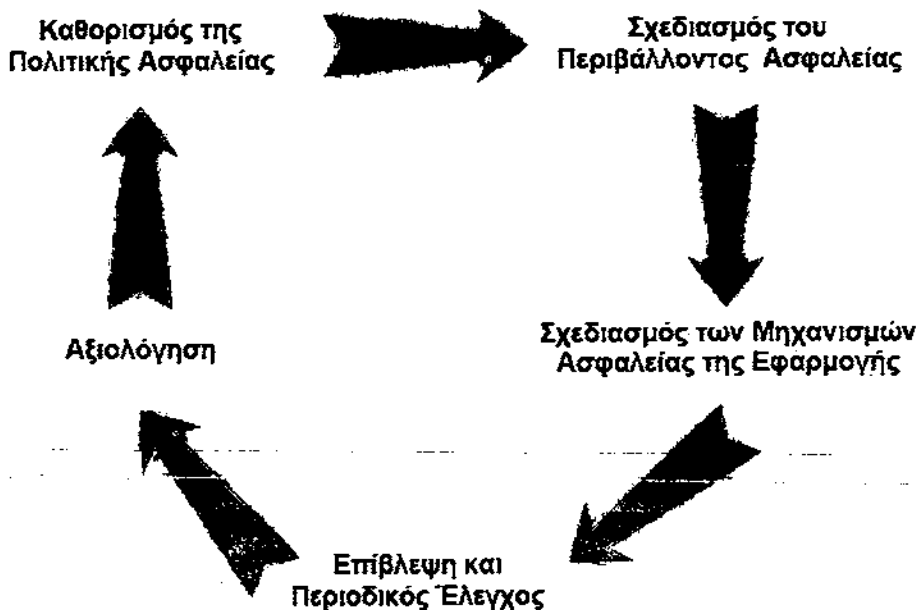 Καθορισμός της
Πολιτικής Ασφαλείας
Σχεδιασμός του
Περιβάλλοντος Ασφαλείας
Σχεδιασμός των Μηχανισμών
Ασφαλείας της Εφαρμογής
Επίβλεψη και
Περιοδικός Έλεγχος
Αξιολόγηση